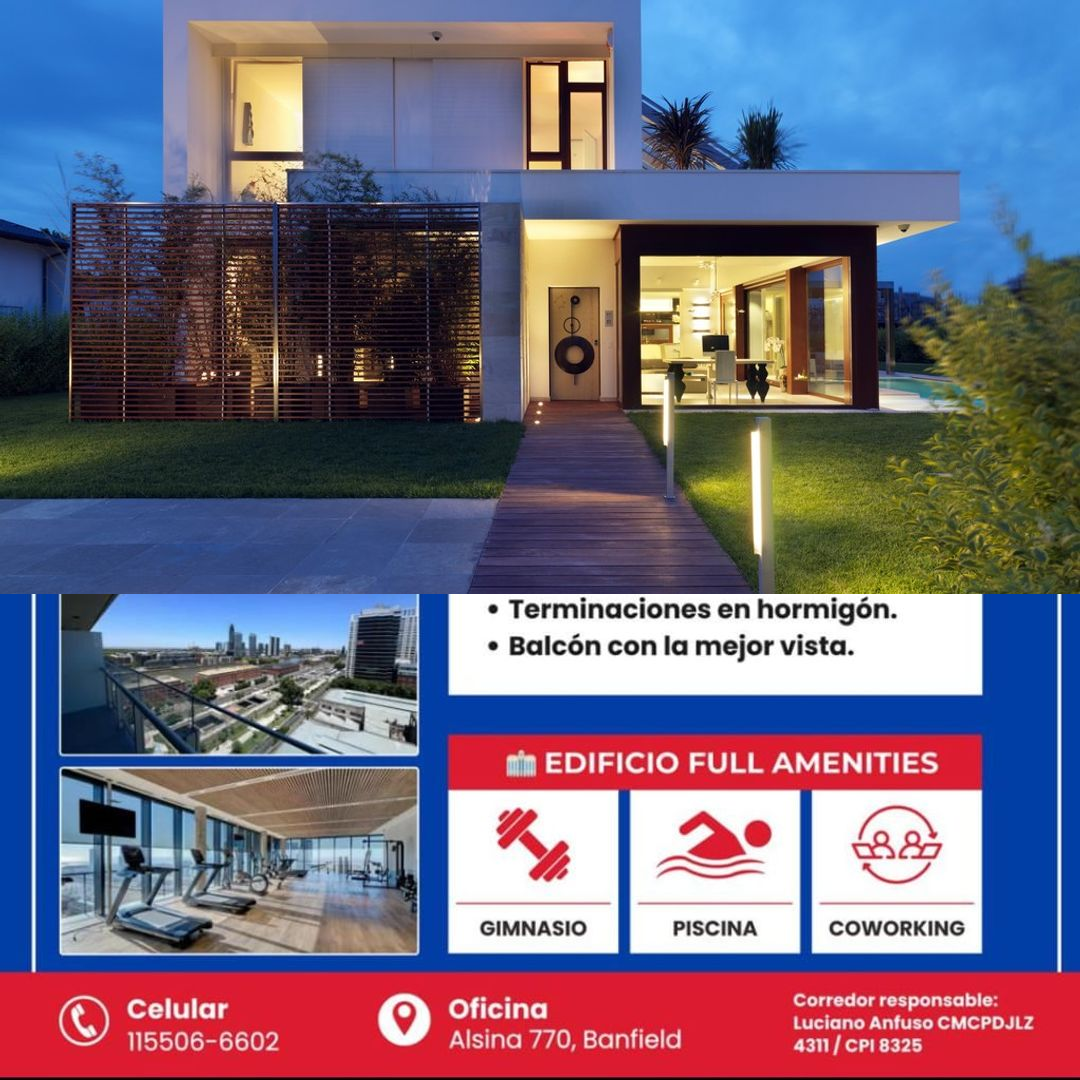 • Terminaciones en hormigón.
• Balcón con la mejor vista.
EDIFICIO FULL AMENITIES
GIMNASIO
PISCINA
COWORKING
Celular
115506-6602
Oficina
Alsina 770, Banfield
Corredor responsable:
Luciano Anfuso CMCPDJLZ
4311 / CPI 8325